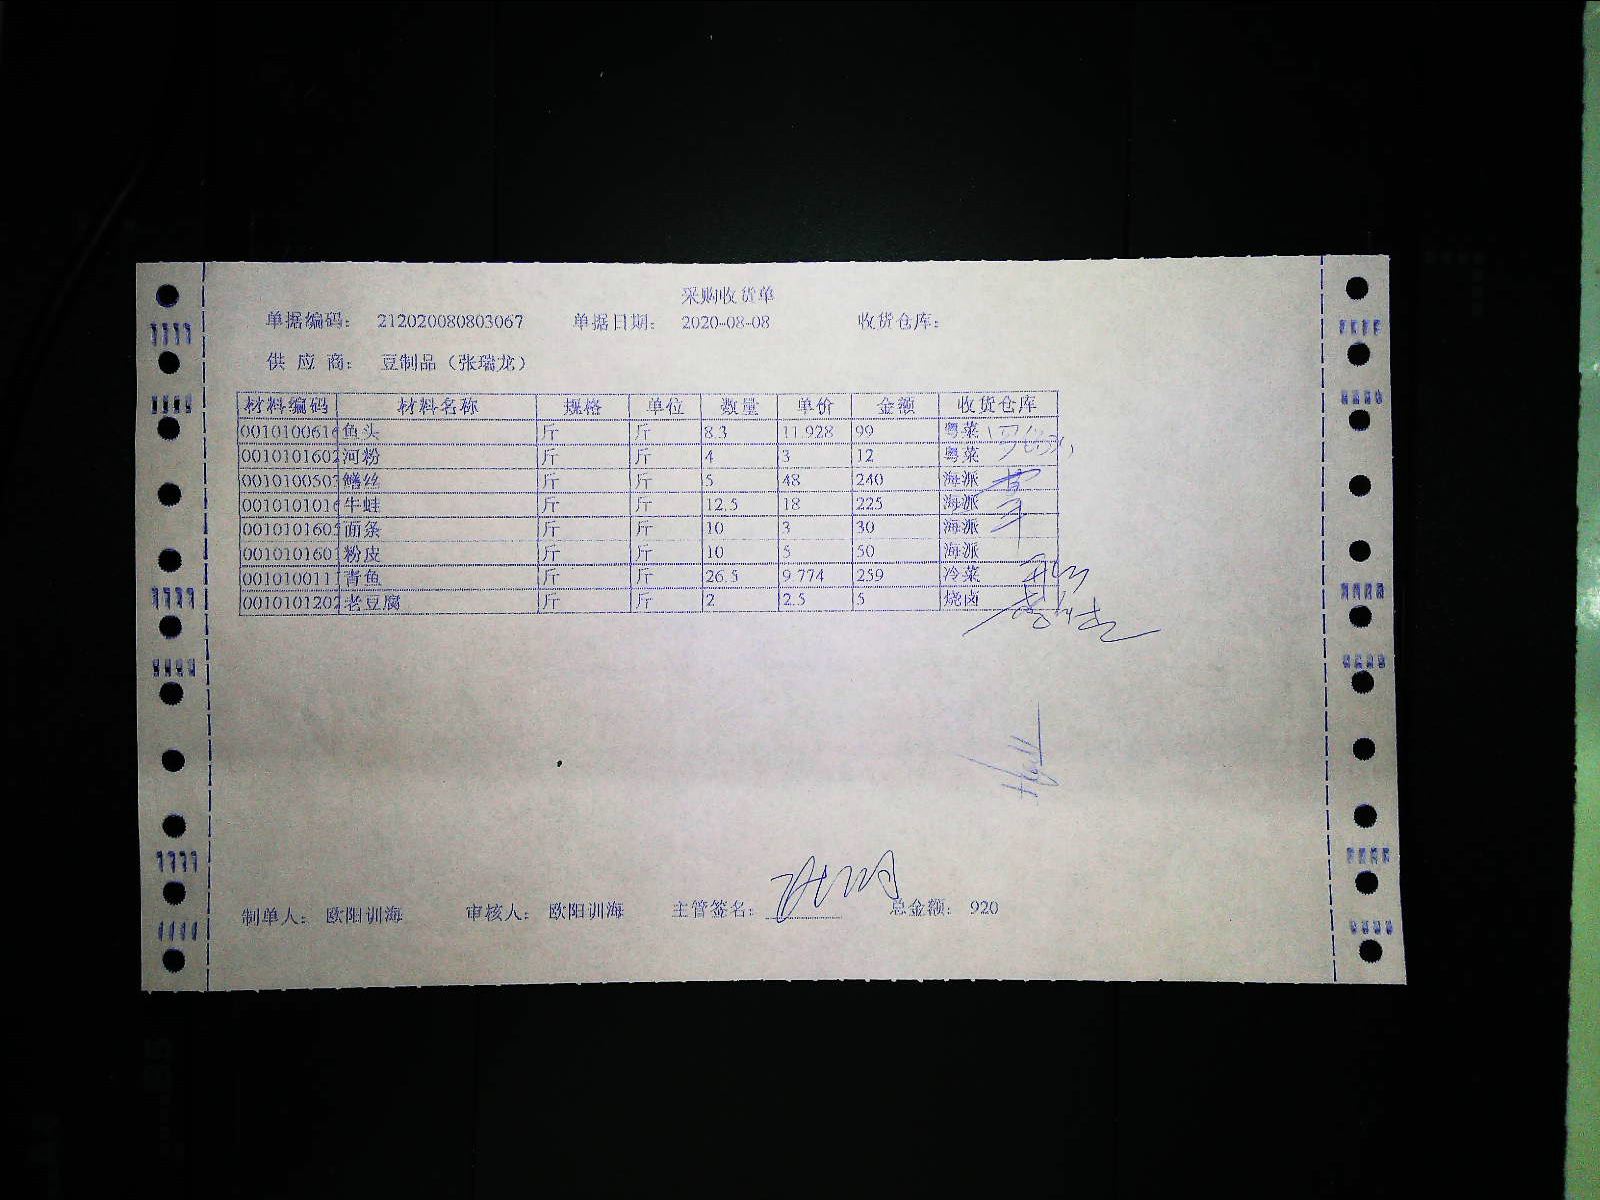 采购收货单
单据编码： 212020080803067 单据日期： 2020-08-08 收货仓库：
供 应 商： 豆制品（张瑞龙）
材料编码 材料名称 规格 单位 数量 单价 金额 收货仓库
0010100616 鱼头 斤 斤 8.3 11.928 99 粤菜
0010101602 河粉 斤 斤 4 3 12 粤菜
001010050 鳝丝 斤 斤 5 48 240 海派
0010101016 牛蛙 斤 斤 12.5 18 225 海派
001010160 面条 斤 斤 10 3 30 海派
001010160 粉皮 斤 斤 10 5 50 海派
001010011 青鱼 斤 斤 26.5 9.774 259 冷菜
0010101202 老豆腐 斤 斤 2 2.5 5 烧卤
制单人： 欧阳训海 审核人： 欧阳训海 主管签名： 总金额： 920